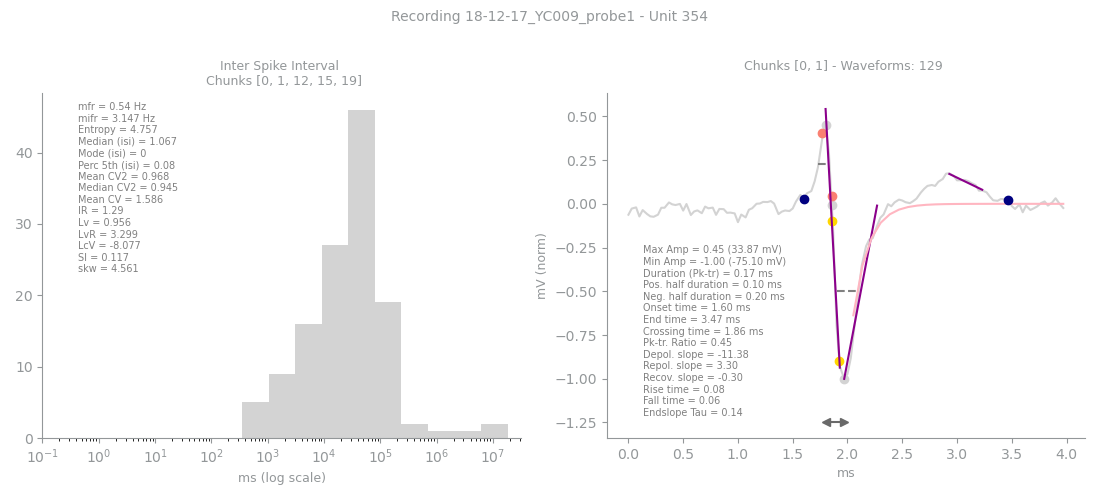 Recording 18-12-17_YC009_probe1 - Unit 354
Inter Spike Interval
Chunks [0, 1, 12, 15, 19]
mfr = 0.54 Hz
mifr = 3.147 Hz
Entropy = 4.757
Median (isi) = 1.067
Mode (isi) = 0
Perc 5th (isi) = 0.08
Mean CV2 = 0.968
Median CV2 = 0.945
Mean CV = 1.586
IR = 1.29
Lv = 0.956
LvR = 3.299
LcV = -8.077
SI = 0.117
skw = 4.561
40
30
20
10
0
10⁻¹ 10⁰ 10¹ 10² 10³ 10⁴ 10⁵ 10⁶ 10⁷
ms (log scale)
Chunks [0, 1] - Waveforms: 129
mV (norm)
0.50
0.25
0.00
−0.25
−0.50
−0.75
−1.00
−1.25
Max Amp = 0.45 (33.87 mV)
Min Amp = -1.00 (-75.10 mV)
Duration (Pk-tr) = 0.17 ms
Pos. half duration = 0.10 ms
Neg. half duration = 0.20 ms
Onset time = 1.60 ms
End time = 3.47 ms
Crossing time = 1.86 ms
Pk-tr. Ratio = 0.45
Depol. slope = -11.38
Repol. slope = 3.30
Recov. slope = -0.30
Rise time = 0.08
Fall time = 0.06
Endslope Tau = 0.14
0.0 0.5 1.0 1.5 2.0 2.5 3.0 3.5 4.0
ms